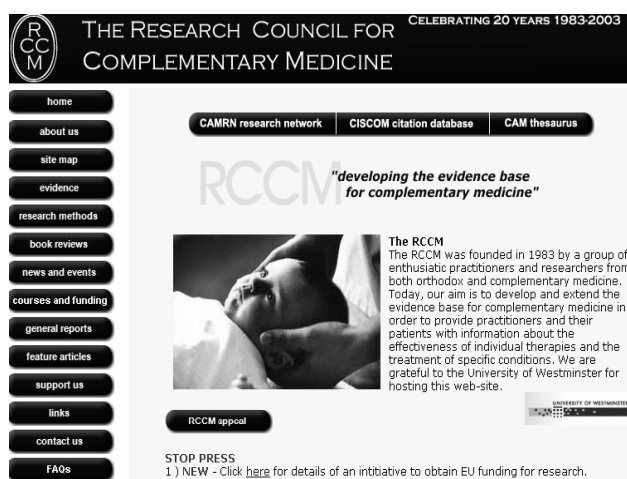 R
CC
M
THE RESEARCH COUNCIL FOR
COMPLEMENTARY MEDICINE
CELEBRATING 20 YEARS 1983-2003
home
about us
site map
evidence
research methods
book reviews
news and events
courses and funding
general reports
feature articles
support us
links
contact us
FAQs
CAMRN research network
CISCOM citation database
CAM thesaurus
RCCM
"developing the evidence base
for complementary medicine"
The RCCM
The RCCM was founded in 1983 by a group of
enthusiatic practitioners and researchers from
both orthodox and complementary medicine.
Today, our aim is to develop and extend the
evidence base for complementary medicine in
order to provide practitioners and their
patients with information about the
effectiveness of individual therapies and the
treatment of specific conditions. We are
grateful to the University of Westminster for
hosting this web-site.
UNIVERSITY OF WESTMINSTER
RCCM appeal
STOP PRESS
1 ) NEW - Click here for details of an intitiative to obtain EU funding for research.